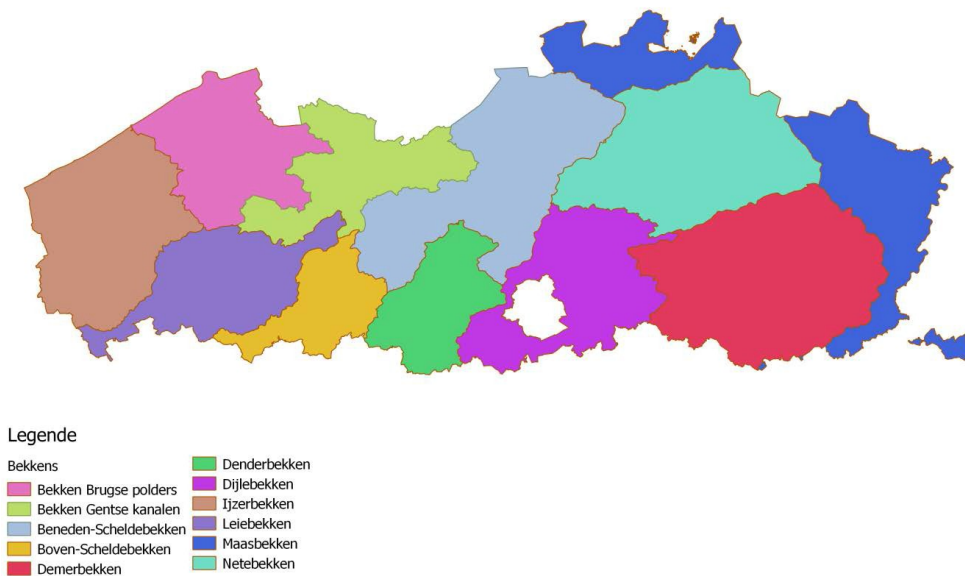 Legende
Bekkens
Bekken Brugse polders
Bekken Gentse kanalen
Beneden-Scheldebekken
Boven-Scheldebekken
Demerbekken
Denderbekken
Dijlebekken
Ijzerbekken
Leiebekken
Maasbekken
Netebekken